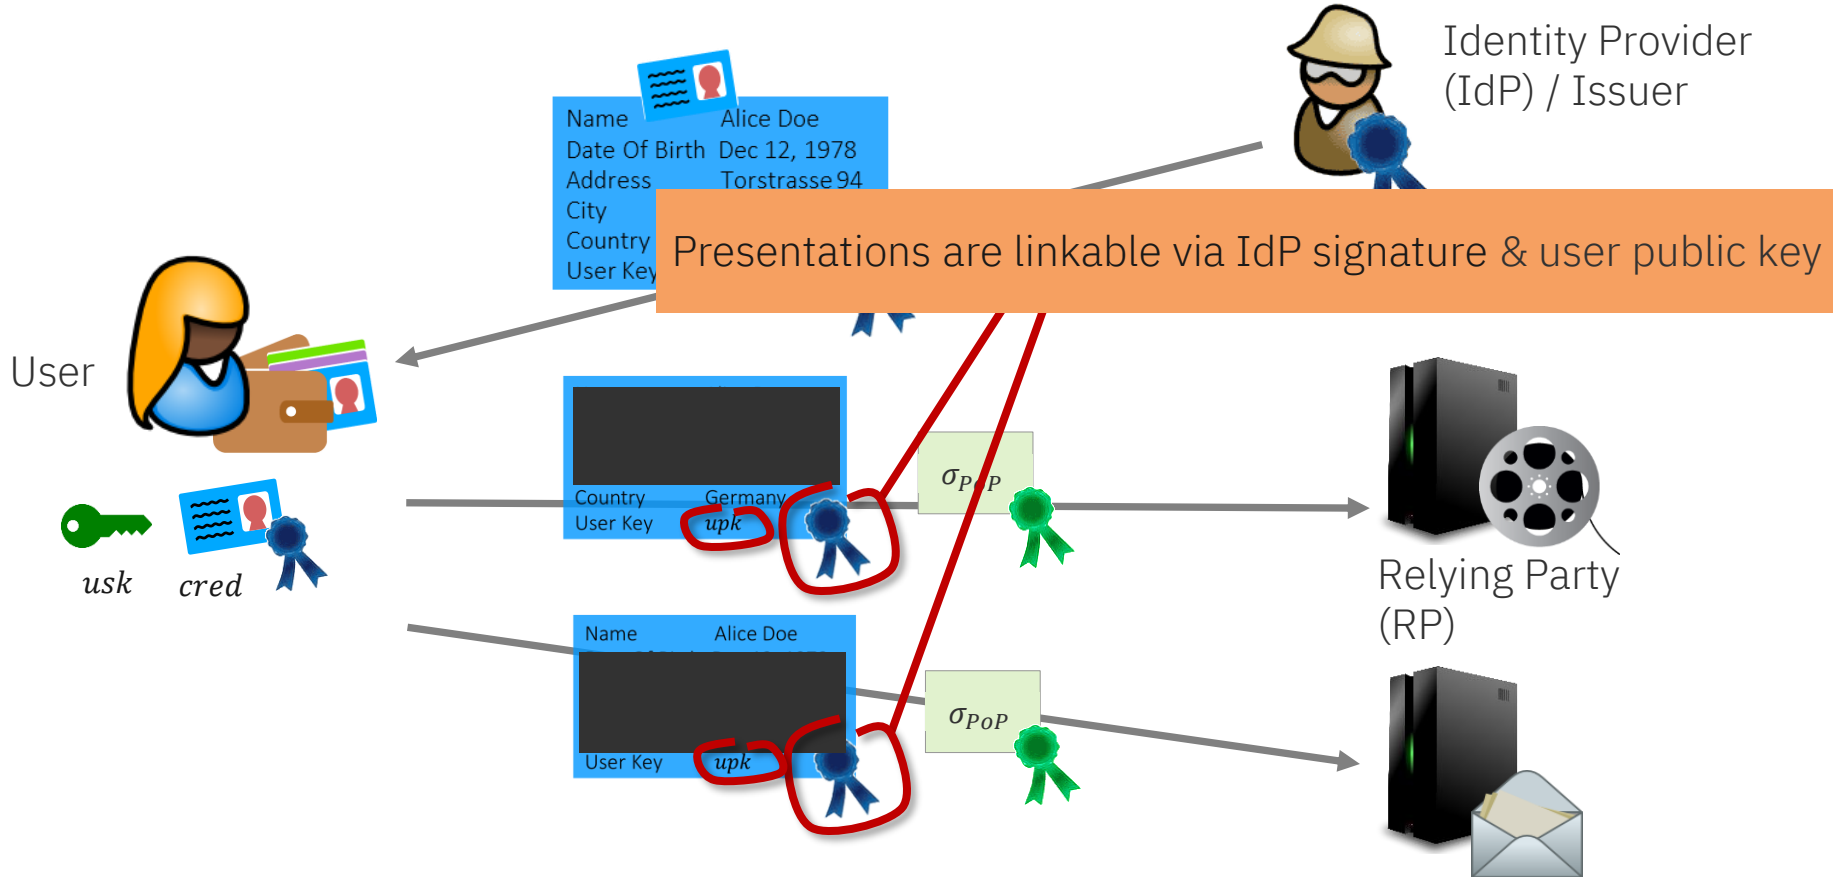 Identity Provider
(IdP) / Issuer
Name Alice Doe
Date Of Birth Dec 12, 1978
Address Torstrasse 94
City
Country
User Key
Presentations are linkable via IdP signature & user public key
User
Country Germany
User Key upk
σPoP
usk cred
Relying Party
(RP)
Name Alice Doe
User Key upk
σPoP